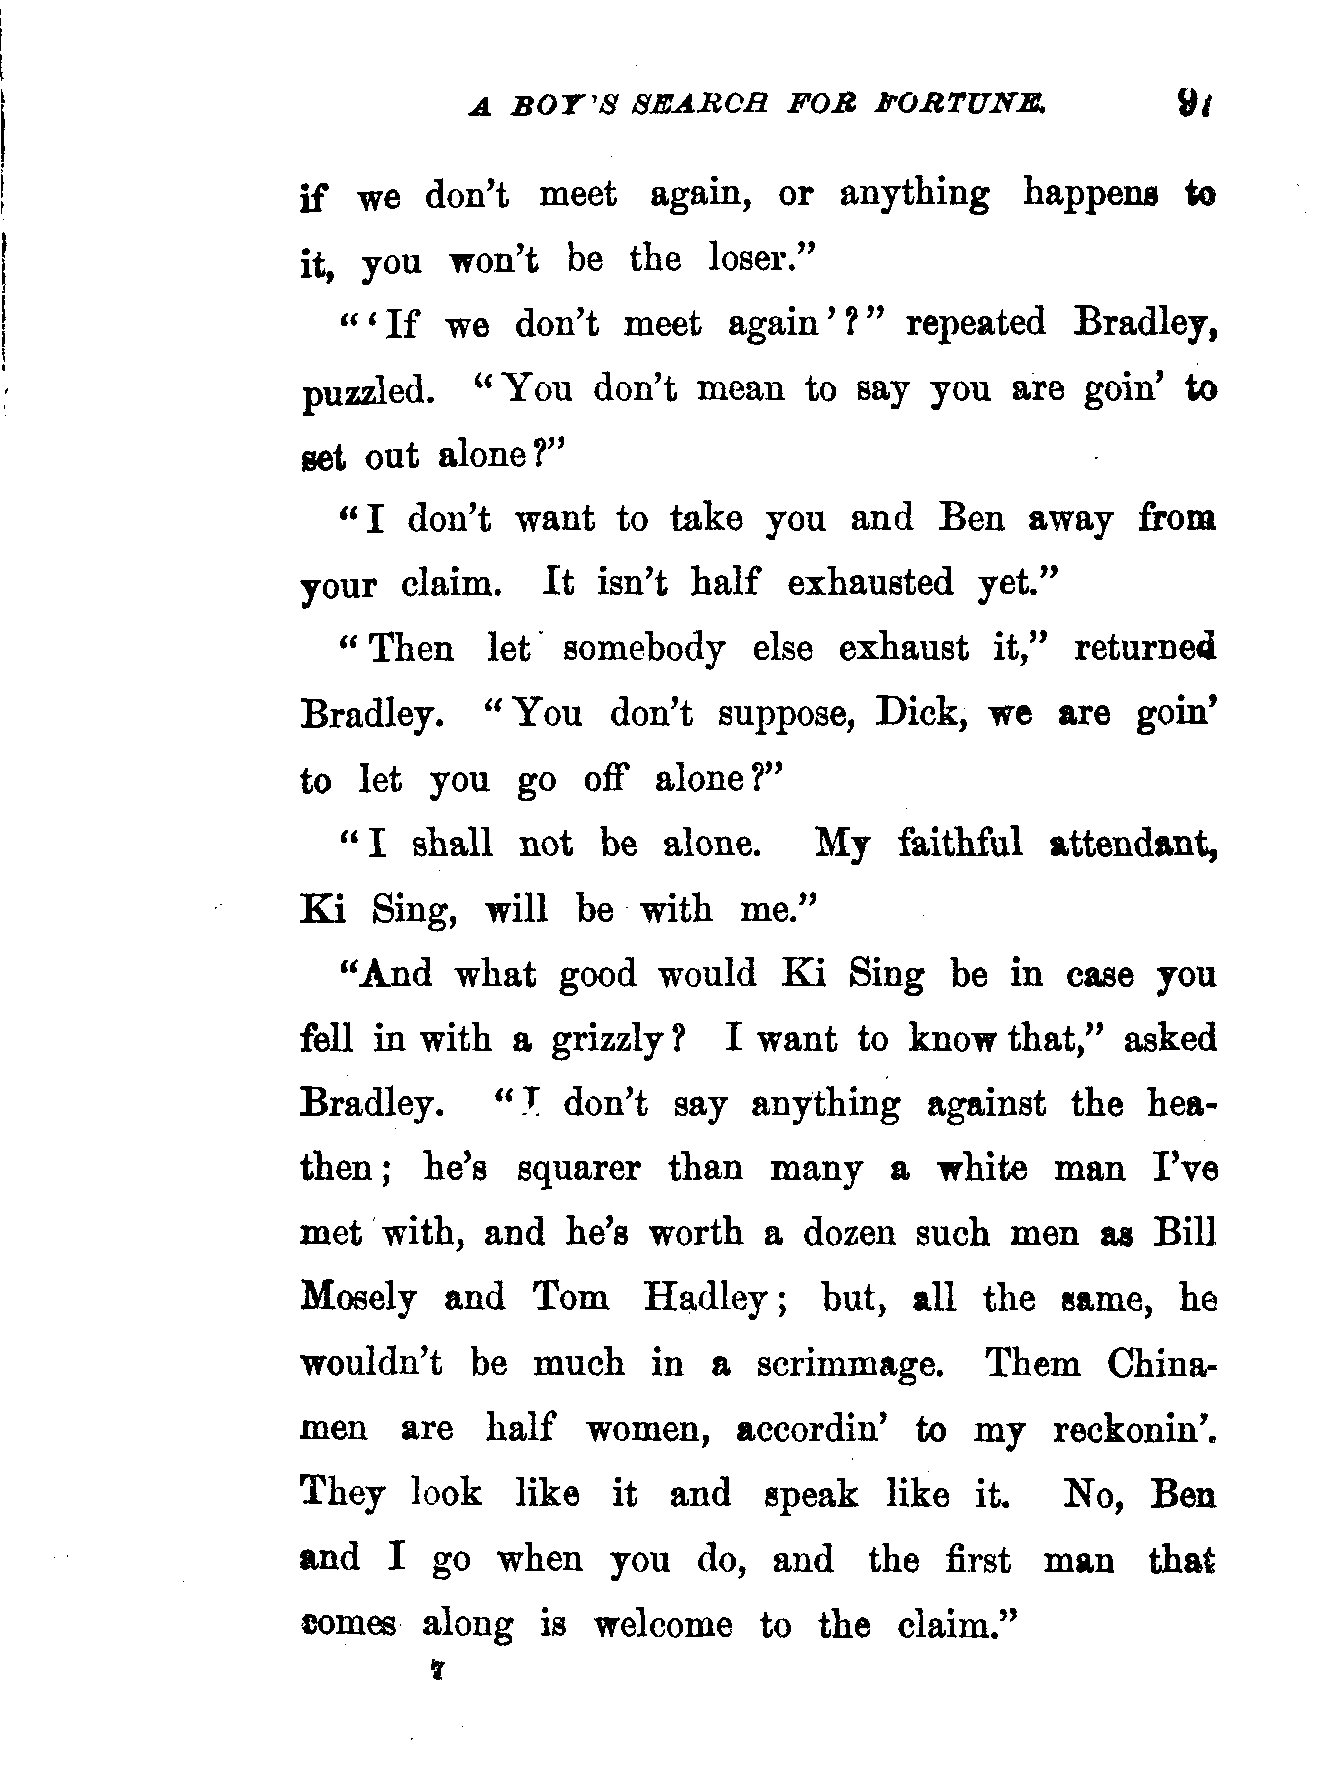 A BOY'S SEARCH FOR FORTUNE. 97
if we don't meet again, or anything happens to
it, you won't be the loser."
"'If we don't meet again'?" repeated Bradley,
puzzled. "You don't mean to say you are goin' to
set out alone?"
"I don't want to take you and Ben away from
your claim. It isn't half exhausted yet."
"Then let somebody else exhaust it," returned
Bradley. "You don't suppose, Dick, we are goin'
to let you go off alone?"
"I shall not be alone. My faithful attendant,
Ki Sing, will be with me."
"And what good would Ki Sing be in case you
fell in with a grizzly? I want to know that," asked
Bradley. "I don't say anything against the hea-
then; he's squarer than many a white man I've
met with, and he's worth a dozen such men as Bill
Mosely and Tom Hadley; but, all the same, he
wouldn't be much in a scrimmage. Them China-
men are half women, accordin' to my reckonin'.
They look like it and speak like it. No, Ben
and I go when you do, and the first man that
comes along is welcome to the claim."
7